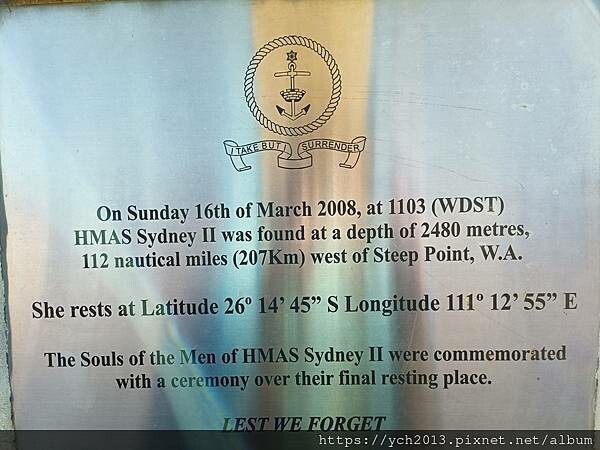 I TAKE BUT SURRENDER
On Sunday 16th of March 2008, at 1103 (WDST)
HMAS Sydney II was found at a depth of 2480 metres,
112 nautical miles (207Km) west of Steep Point, W.A.
She rests at Latitude 26º 14’ 45” S Longitude 111º 12’ 55” E
The Souls of the Men of HMAS Sydney II were commemorated
with a ceremony over their final resting place.
LEST WE FORGET
https://ych2013.pixnet.net/album